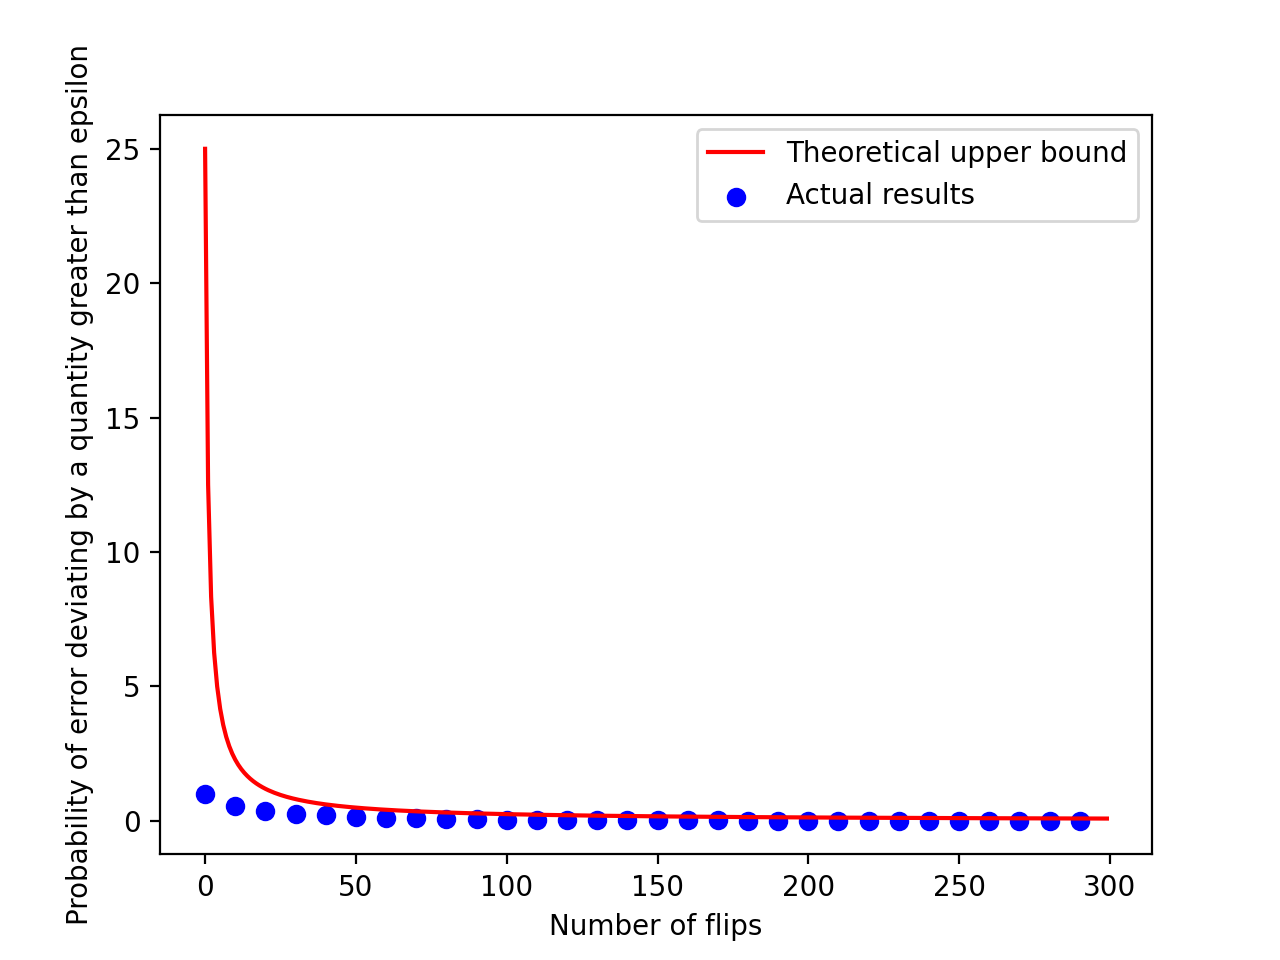 Probability of error deviating by a quantity greater than epsilon
25
20
15
10
5
0
Theoretical upper bound
Actual results
0 50 100 150 200 250 300
Number of flips